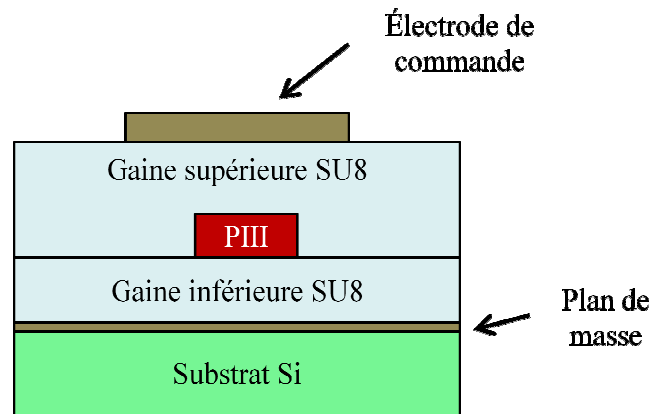 Électrode de
commande
Gaine supérieure SU8
PIII
Gaine inférieure SU8
Plan de
masse
Substrat Si